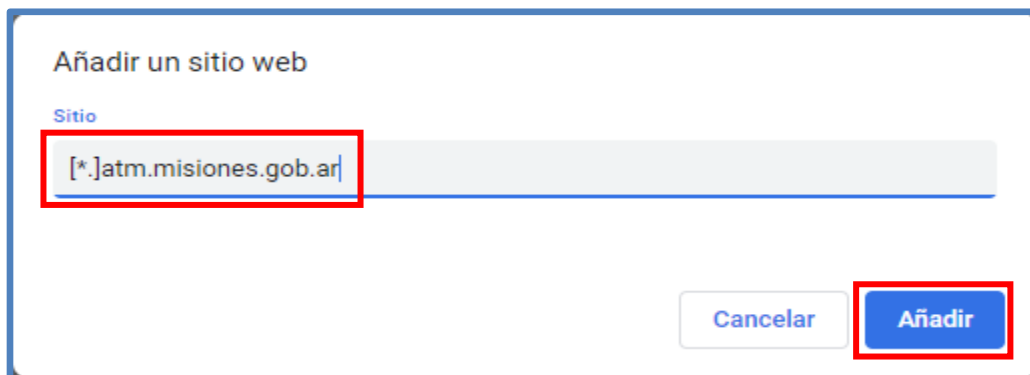 Añadir un sitio web
Sitio
[*.]atm.misiones.gob.ar
Cancelar Añadir